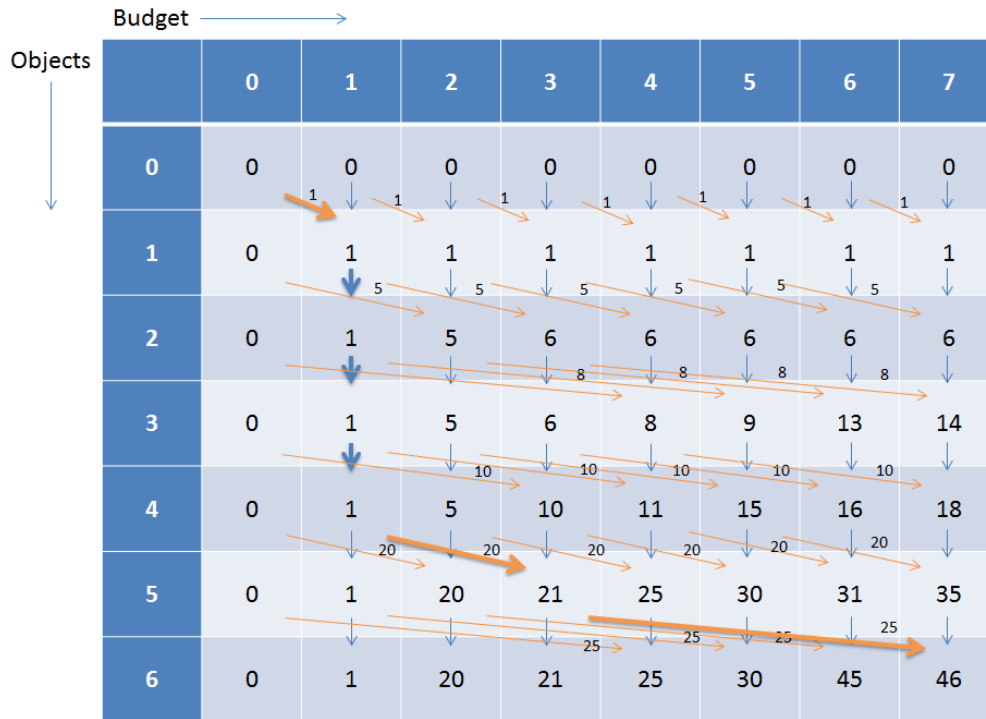 Budget
Objects
0 1 2 3 4 5 6 7
0 0 0 0 0 0 0 0 0
1 1 1 1 1 1 1
1 0 1 1 1 1 1 1 1
5 5 5 5 5 5
2 0 1 5 6 6 6 6 6
8 8 8 8
3 0 1 5 6 8 9 13 14
10 10 10 10 10
4 0 1 5 10 11 15 16 18
20 20 20 20 20 20
5 0 1 20 21 25 30 31 35
25 25 25 25
6 0 1 20 21 25 30 45 46